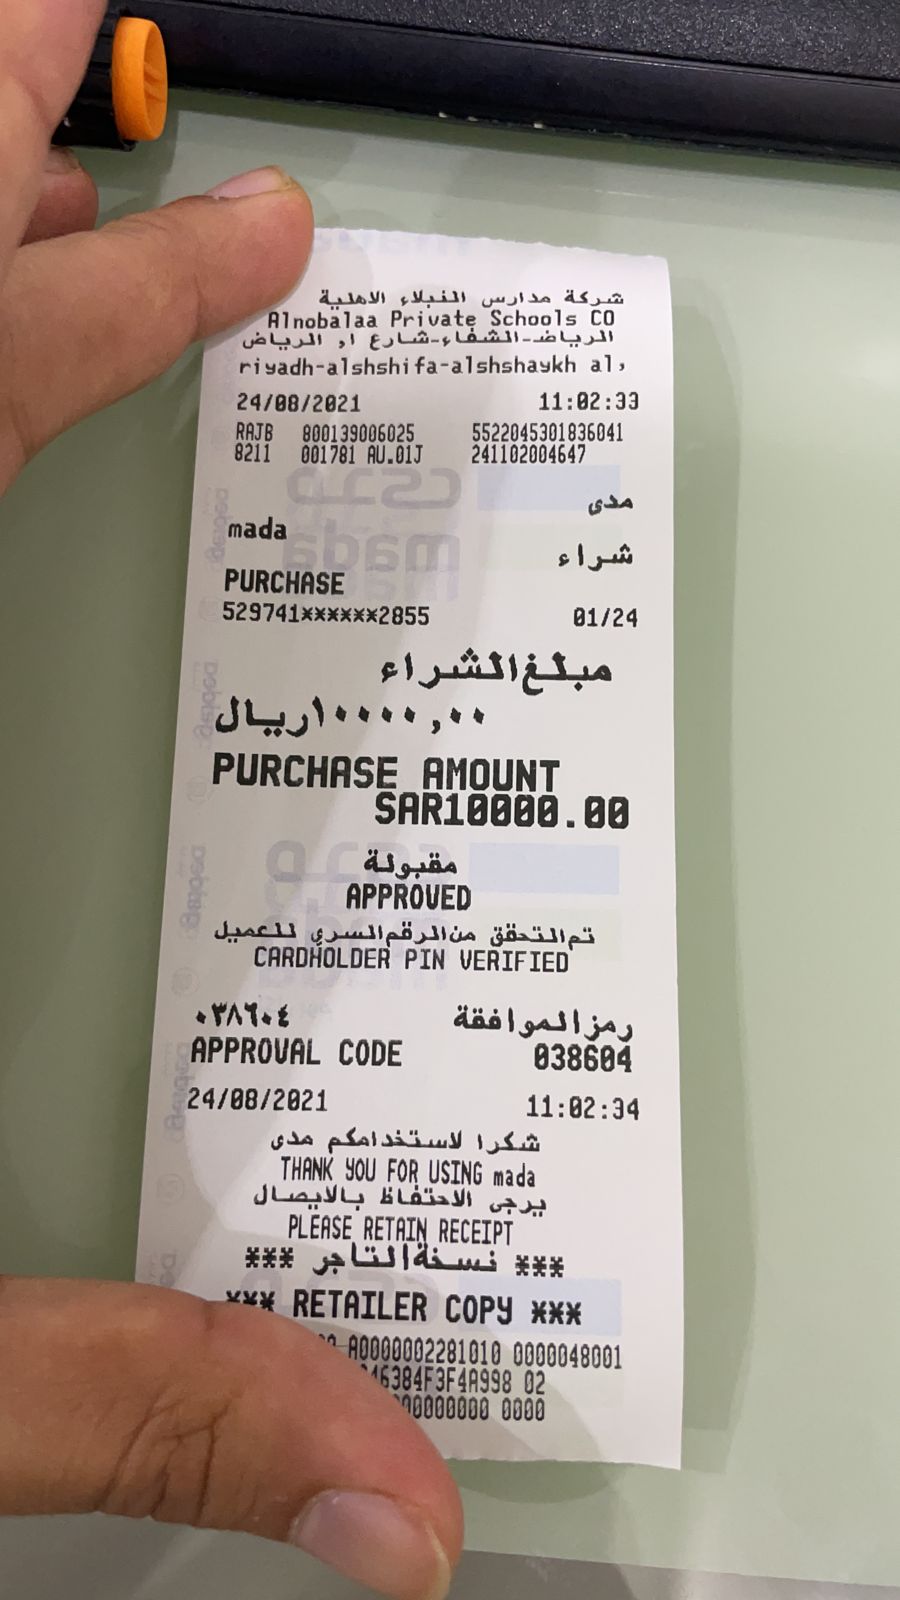 شركة مدارس النبلاء الاهلية
Alnobalaa Private Schools CO
الرياض-الشفاء-شارع ا, الرياض
riyadh-alshshifa-alshshaykh al,
24/08/2021 11:02:33
RAJB 800139006025 5522045301836041
8211 001781 AU.01J 241102004647
مدى
mada
شراء
PURCHASE
529741******2855 01/24
مبلغ الشراء
١٠٠٠٠,٠٠ ريال
PURCHASE AMOUNT
SAR10000.00
مقبولة
APPROVED
تم التحقق من الرقم السري للعميل
CARDHOLDER PIN VERIFIED
رمز الموافقة ٠٣٨٦٠٤
APPROVAL CODE 038604
24/08/2021 11:02:34
شكرا لاستخدامكم مدى
THANK YOU FOR USING mada
يرجى الاحتفاظ بالايصال
PLEASE RETAIN RECEIPT
*** نسخة التاجر ***
*** RETAILER COPY ***
A0000002281010 0000048001
46384F3F4A998 02
00000000 0000